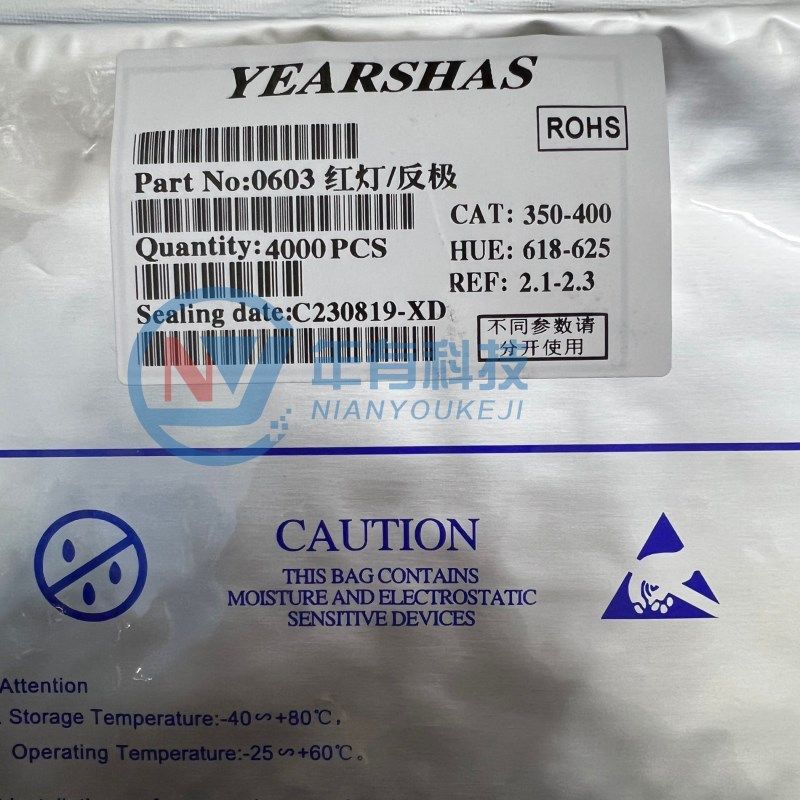 YEARSHAS
ROHS
Part No:0603 红灯/反极
CAT: 350-400
Quantity:4000 PCS
HUE: 618-625
REF: 2.1-2.3
Sealing date:C230819-XD
不同参数请
分开使用
NY 年有科技
NIANYOUKEJI
CAUTION
THIS BAG CONTAINS
MOISTURE AND ELECTROSTATIC
SENSITIVE DEVICES
Attention
. Storage Temperature:-40∽+80℃,
Operating Temperature:-25∽+60℃。